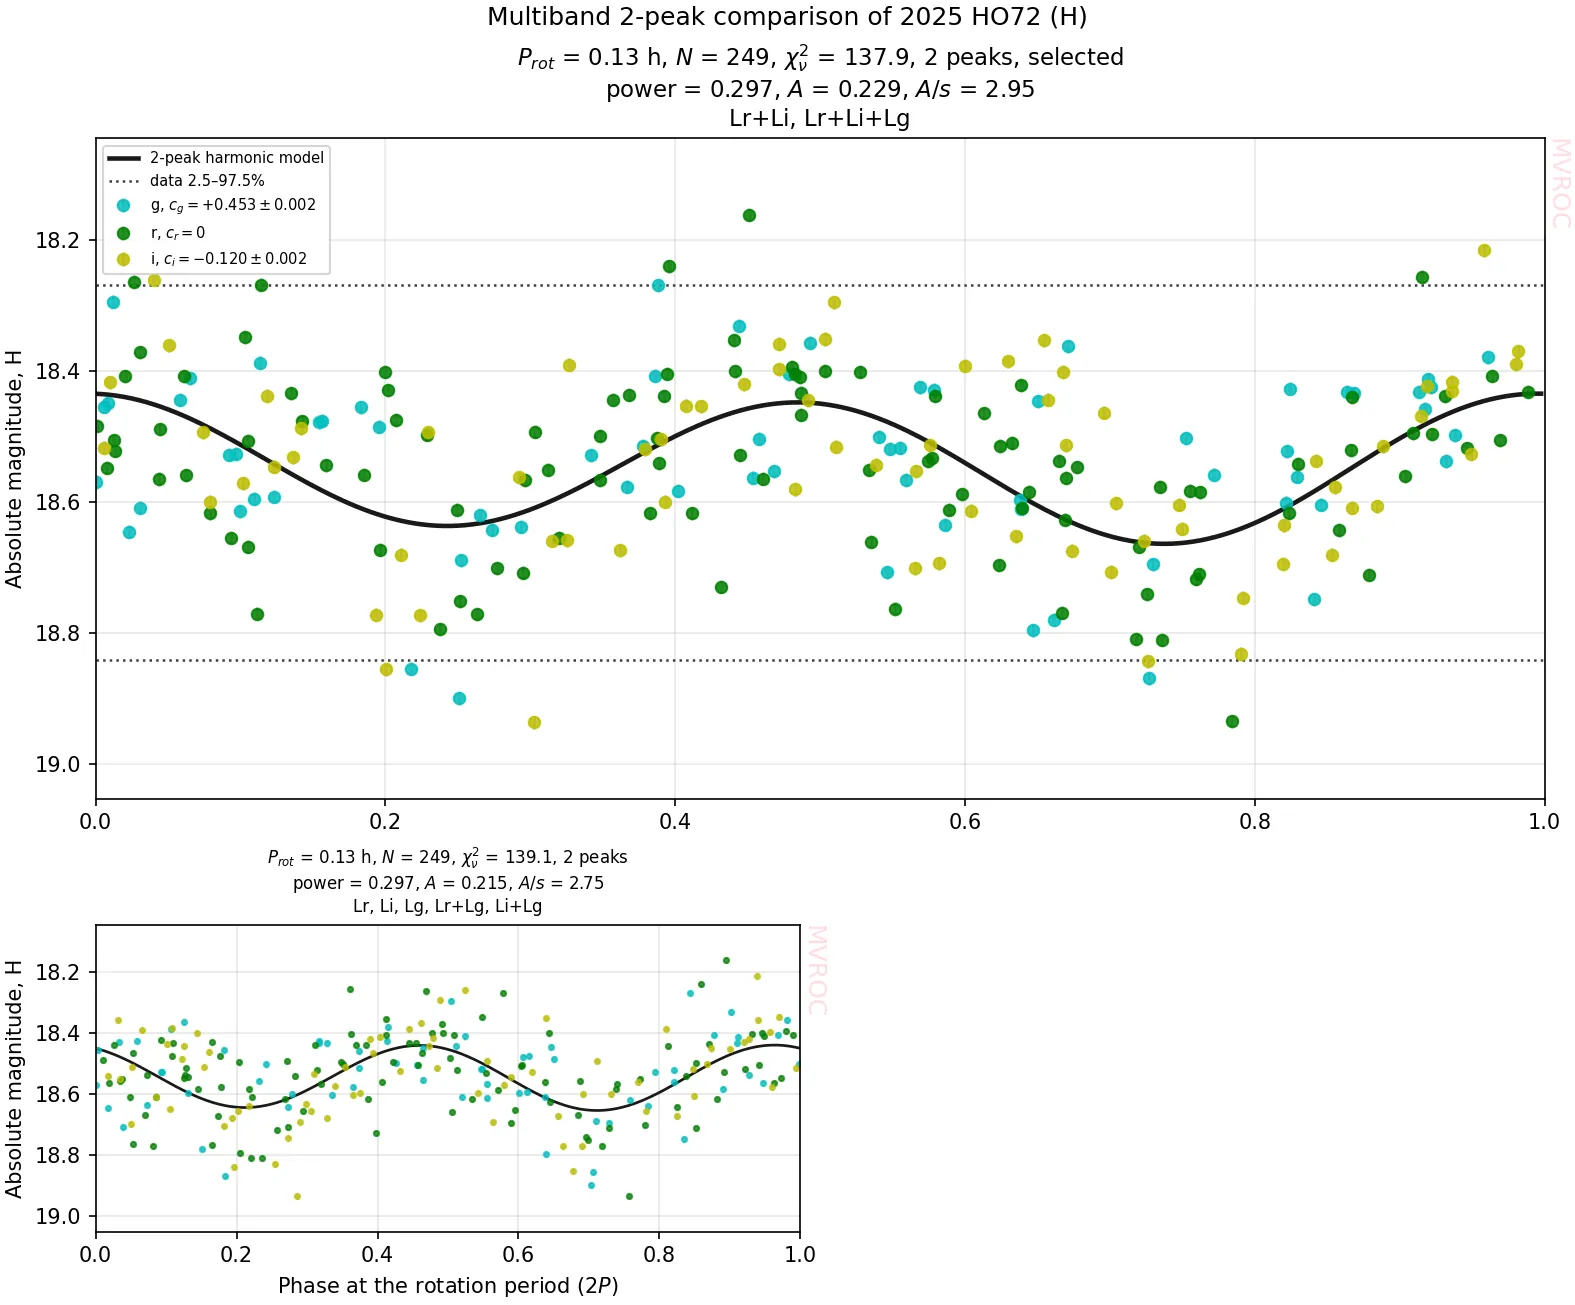 Multiband 2-peak comparison of 2025 HO72 (H)
P_rot = 0.13 h, N = 249, χ²_ν = 137.9, 2 peaks, selected
power = 0.297, A = 0.229, A/s = 2.95
Lr+Li, Lr+Li+Lg
2-peak harmonic model
data 2.5–97.5%
g, c_g = +0.453 ± 0.002
r, c_r = 0
i, c_i = −0.120 ± 0.002
MVROC
Absolute magnitude, H
18.2
18.4
18.6
18.8
19.0
0.0 0.2 0.4 0.6 0.8 1.0
P_rot = 0.13 h, N = 249, χ²_ν = 139.1, 2 peaks
power = 0.297, A = 0.215, A/s = 2.75
Lr, Li, Lg, Lr+Lg, Li+Lg
MVROC
Absolute magnitude, H
18.2
18.4
18.6
18.8
19.0
0.0 0.2 0.4 0.6 0.8 1.0
Phase at the rotation period (2P)